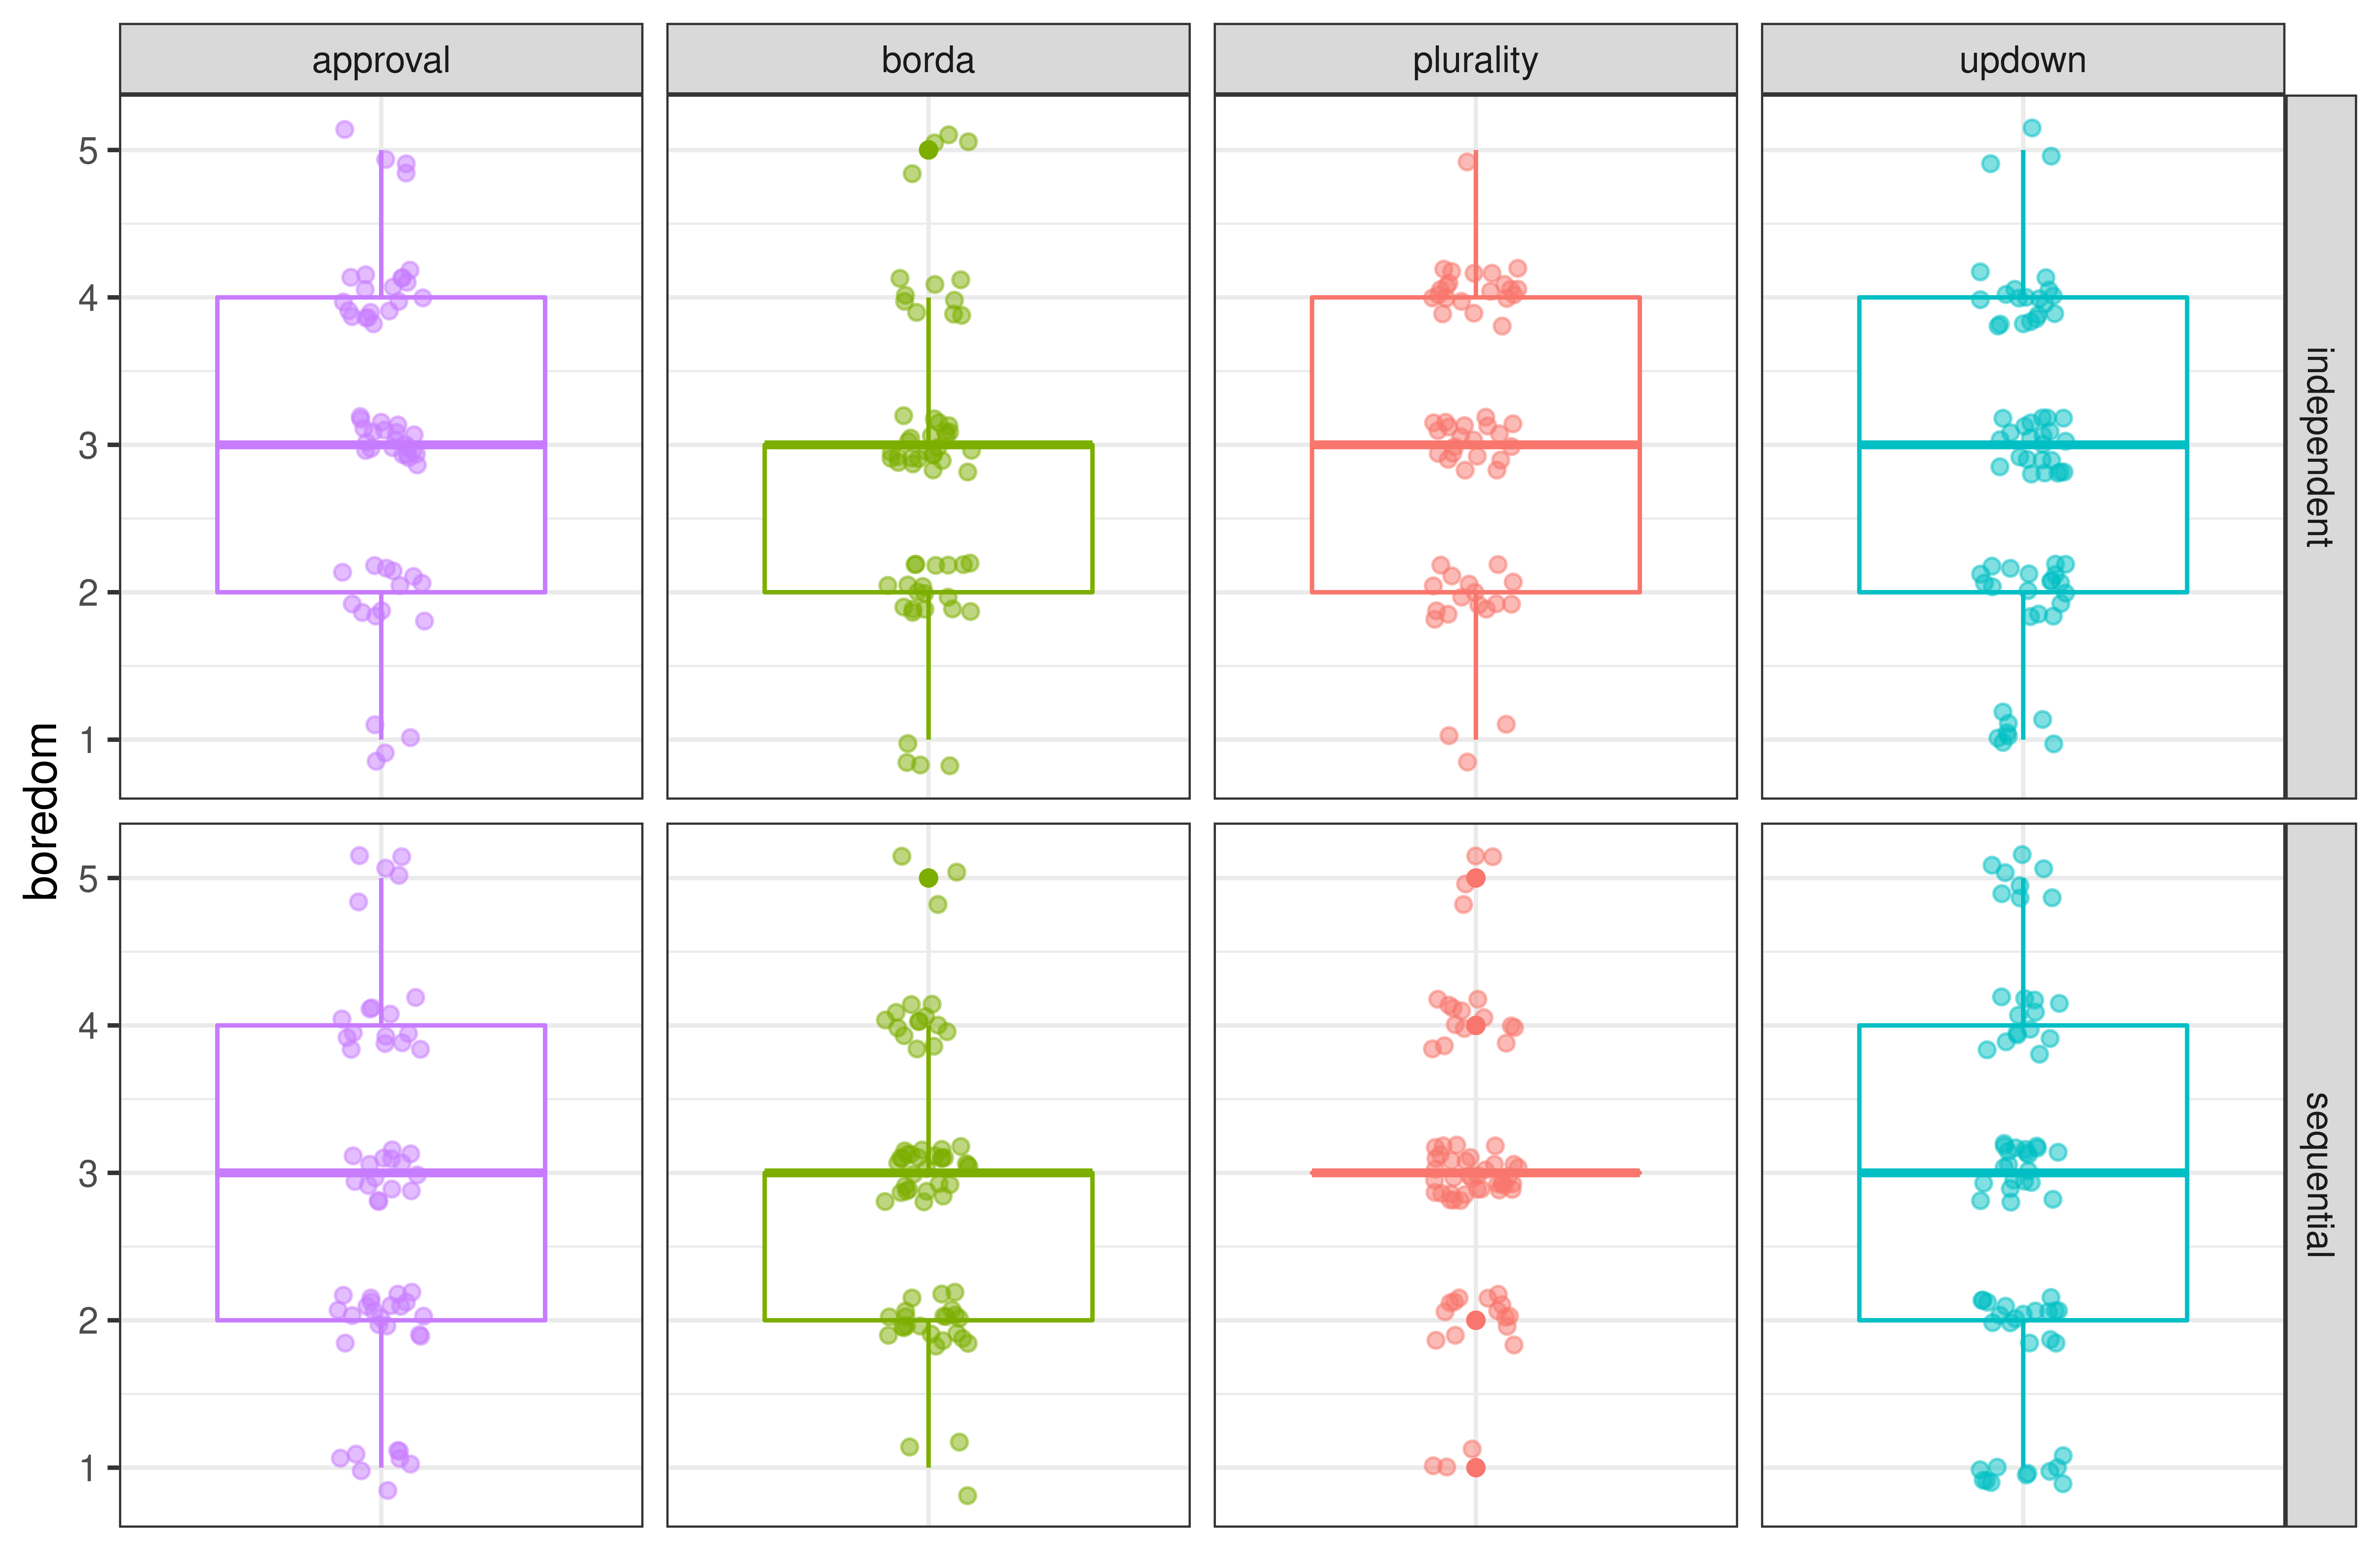 approval borda plurality updown
boredom
5
4
3
2
1
independent
5
4
3
2
1
sequential